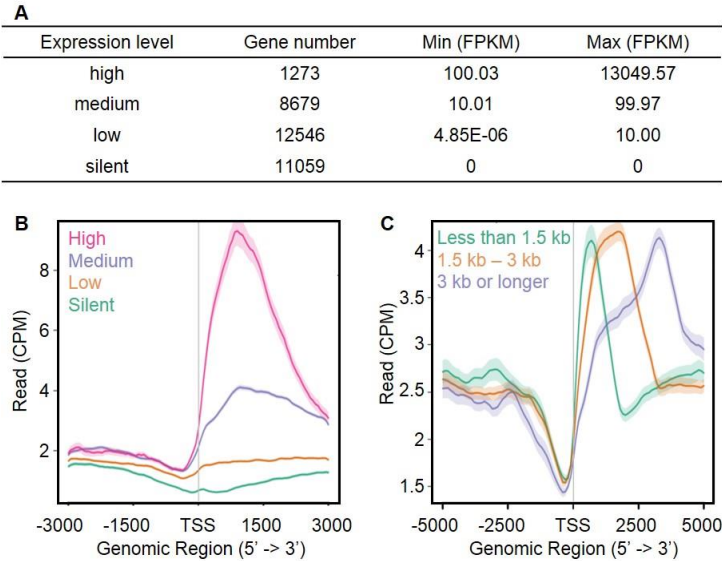 A
Expression level Gene number Min (FPKM) Max (FPKM)
high 1273 100.03 13049.57
medium 8679 10.01 99.97
low 12546 4.85E-06 10.00
silent 11059 0 0
B
High
Medium
Low
Silent
8
6
4
2
Read (CPM)
-3000 -1500 TSS 1500 3000
Genomic Region (5' -> 3')
C
Less than 1.5 kb
1.5 kb – 3 kb
3 kb or longer
4
3.5
3
2.5
2
1.5
Read (CPM)
-5000 -2500 TSS 2500 5000
Genomic Region (5' -> 3')